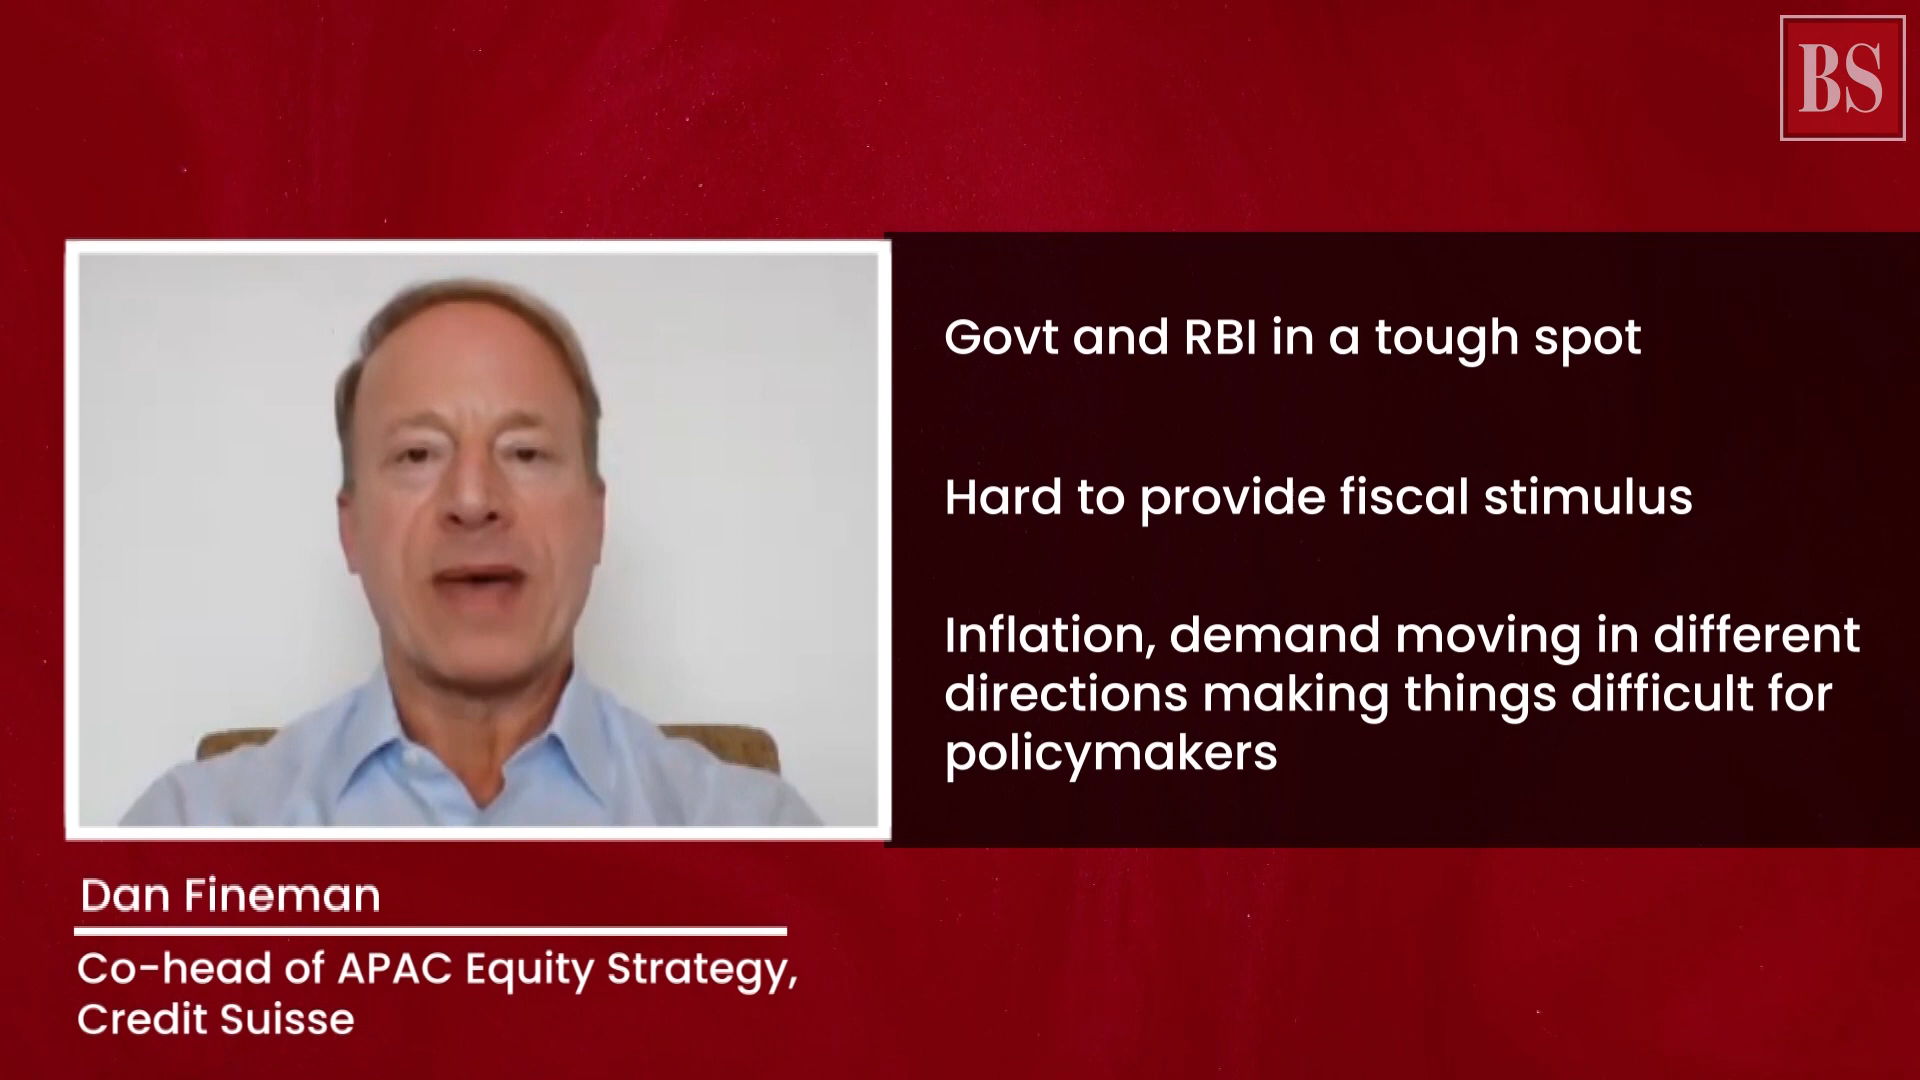 BS
Govt and RBI in a tough spot
Hard to provide fiscal stimulus
Inflation, demand moving in different
directions making things difficult for
policymakers
Dan Fineman
Co-head of APAC Equity Strategy,
Credit Suisse